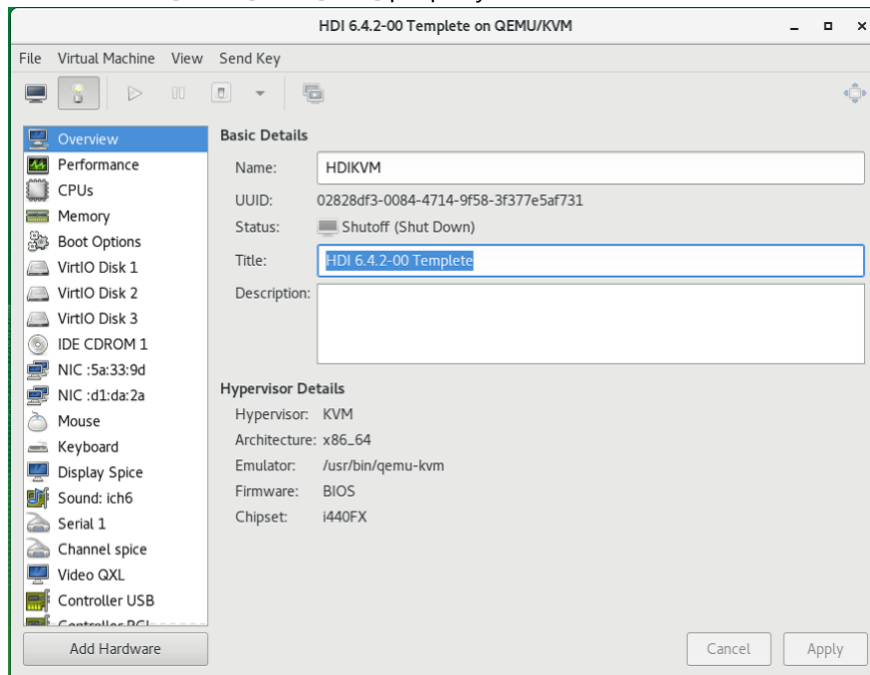 HDI 6.4.2-00 Templete on QEMU/KVM
File Virtual Machine View Send Key
Overview
Performance
CPUs
Memory
Boot Options
VirtIO Disk 1
VirtIO Disk 2
VirtIO Disk 3
IDE CDROM 1
NIC :5a:33:9d
NIC :d1:da:2a
Mouse
Keyboard
Display Spice
Sound: ich6
Serial 1
Channel spice
Video QXL
Controller USB
Add Hardware
Basic Details
Name: HDIKVM
UUID: 02828df3-0084-4714-9f58-3f377e5af731
Status: Shutoff (Shut Down)
Title: HDI 6.4.2-00 Templete
Description:
Hypervisor Details
Hypervisor: KVM
Architecture: x86_64
Emulator: /usr/bin/qemu-kvm
Firmware: BIOS
Chipset: i440FX
Cancel Apply